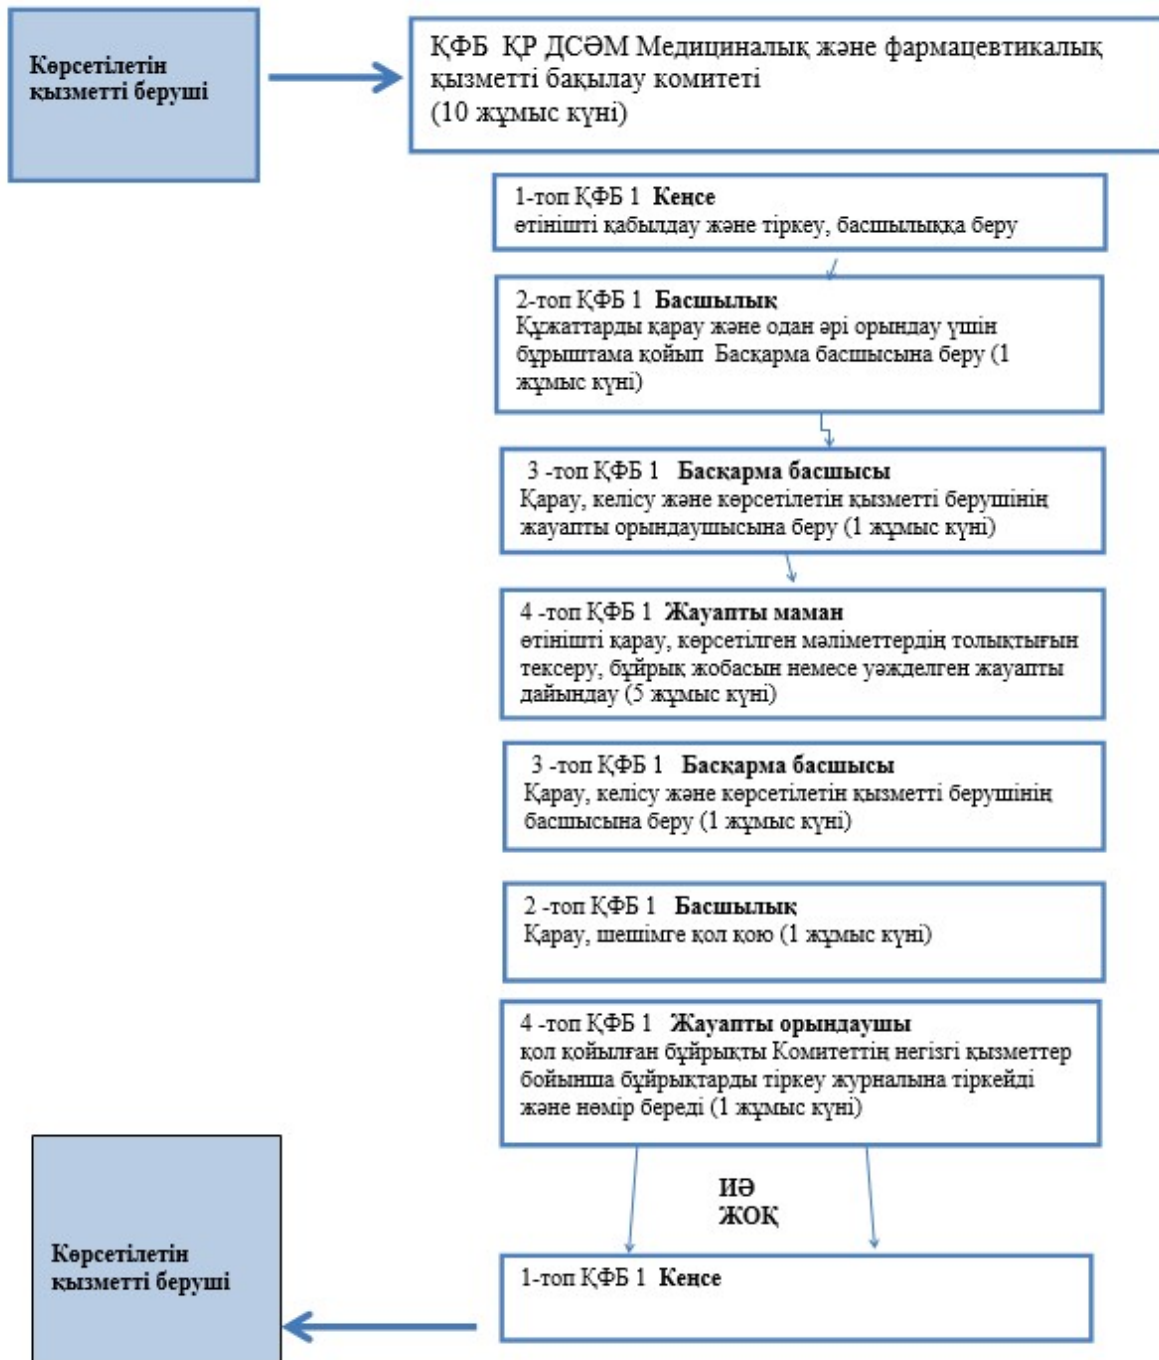 Көрсетілетін
қызметті беруші
ҚФБ ҚР ДСӘМ Медициналық және фармацевтикалық
қызметті бақылау комитеті
(10 жұмыс күні)
1-топ ҚФБ 1 Кеңсе
өтінішті қабылдау және тіркеу, басшылыққа беру
2-топ ҚФБ 1 Басшылық
Құжаттарды қарау және одан әрі орындау үшін
бұрыштама қойып Басқарма басшысына беру (1
жұмыс күні)
3 -топ ҚФБ 1 Басқарма басшысы
Қарау, келісу және көрсетілетін қызметті берушінің
жауапты орындаушысына беру (1 жұмыс күні)
4 -топ ҚФБ 1 Жауапты маман
өтінішті қарау, көрсетілген мәліметтердің толықтығын
тексеру, бұйрық жобасын немесе уәжделген жауапты
дайындау (5 жұмыс күні)
3 -топ ҚФБ 1 Басқарма басшысы
Қарау, келісу және көрсетілетін қызметті берушінің
басшысына беру (1 жұмыс күні)
2 -топ ҚФБ 1 Басшылық
Қарау, шешімге қол қою (1 жұмыс күні)
4 -топ ҚФБ 1 Жауапты орындаушы
қол қойылған бұйрықты Комитеттің негізгі қызметтер
бойынша бұйрықтарды тіркеу журналына тіркейді
және нөмір береді (1 жұмыс күні)
ИӘ
ЖОҚ
1-топ ҚФБ 1 Кеңсе
Көрсетілетін
қызметті беруші